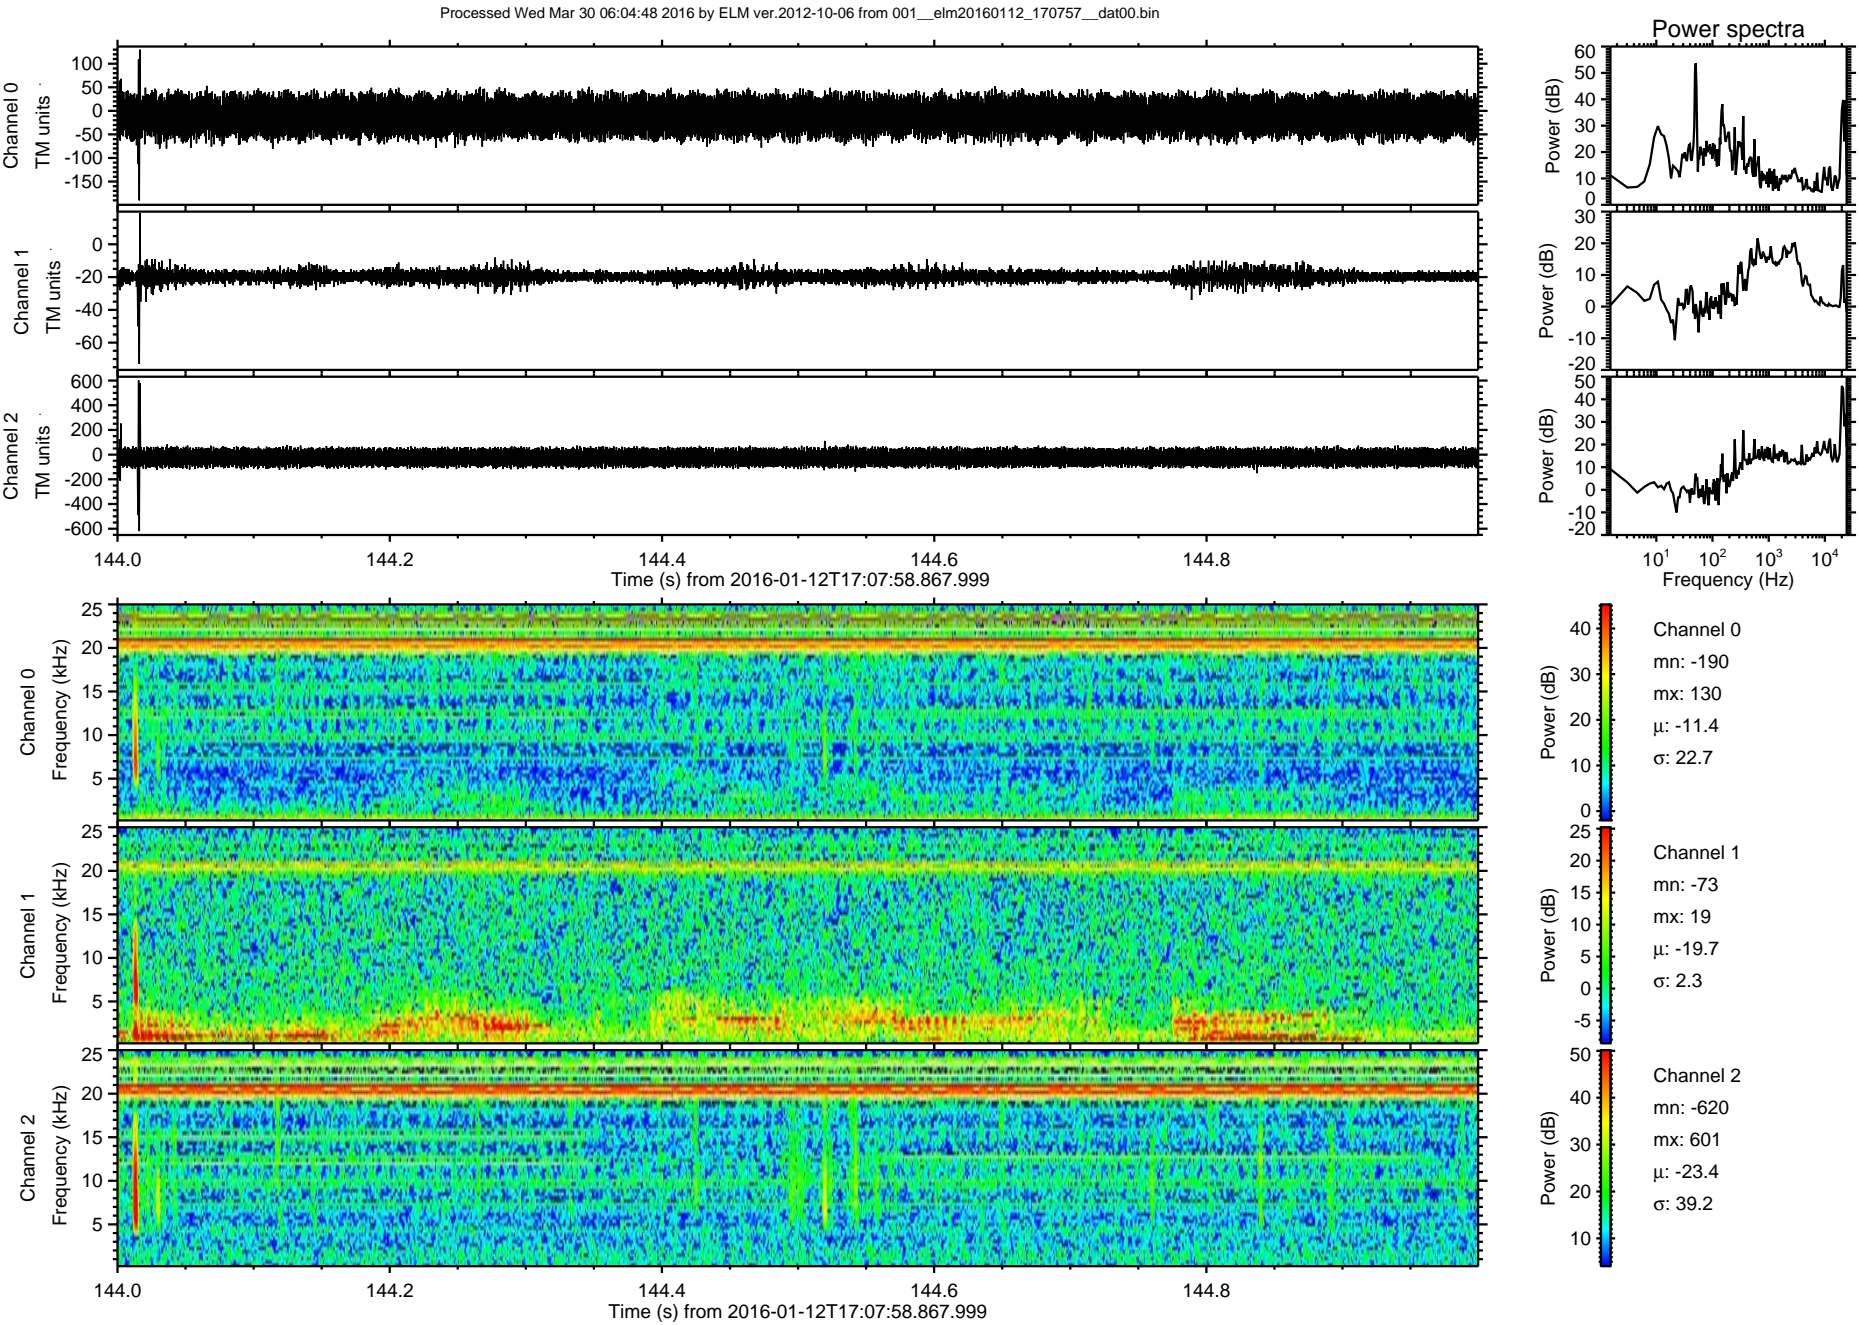 Processed Wed Mar 30 06:04:48 2016 by ELM ver.2012-10-06 from 001__elm20160112_170757__dat00.bin
Power spectra
Channel 0
TM units
100
50
0
-50
-100
-150
Power (dB)
60
50
40
30
20
10
0
Channel 1
TM units
0
-20
-40
-60
Power (dB)
30
20
10
0
-10
-20
Channel 2
TM units
600
400
200
0
-200
-400
-600
Power (dB)
50
40
30
20
10
0
-10
-20
144.0 144.2 144.4 144.6 144.8
Time (s) from 2016-01-12T17:07:58.867.999
10¹ 10² 10³ 10⁴
Frequency (Hz)
Channel 0
Frequency (kHz)
25
20
15
10
5
Power (dB)
40
30
20
10
0
Channel 0
mn: -190
mx: 130
μ: -11.4
σ: 22.7
Channel 1
Frequency (kHz)
25
20
15
10
5
Power (dB)
25
20
15
10
5
0
-5
Channel 1
mn: -73
mx: 19
μ: -19.7
σ: 2.3
Channel 2
Frequency (kHz)
25
20
15
10
5
Power (dB)
50
40
30
20
10
Channel 2
mn: -620
mx: 601
μ: -23.4
σ: 39.2
144.0 144.2 144.4 144.6 144.8
Time (s) from 2016-01-12T17:07:58.867.999